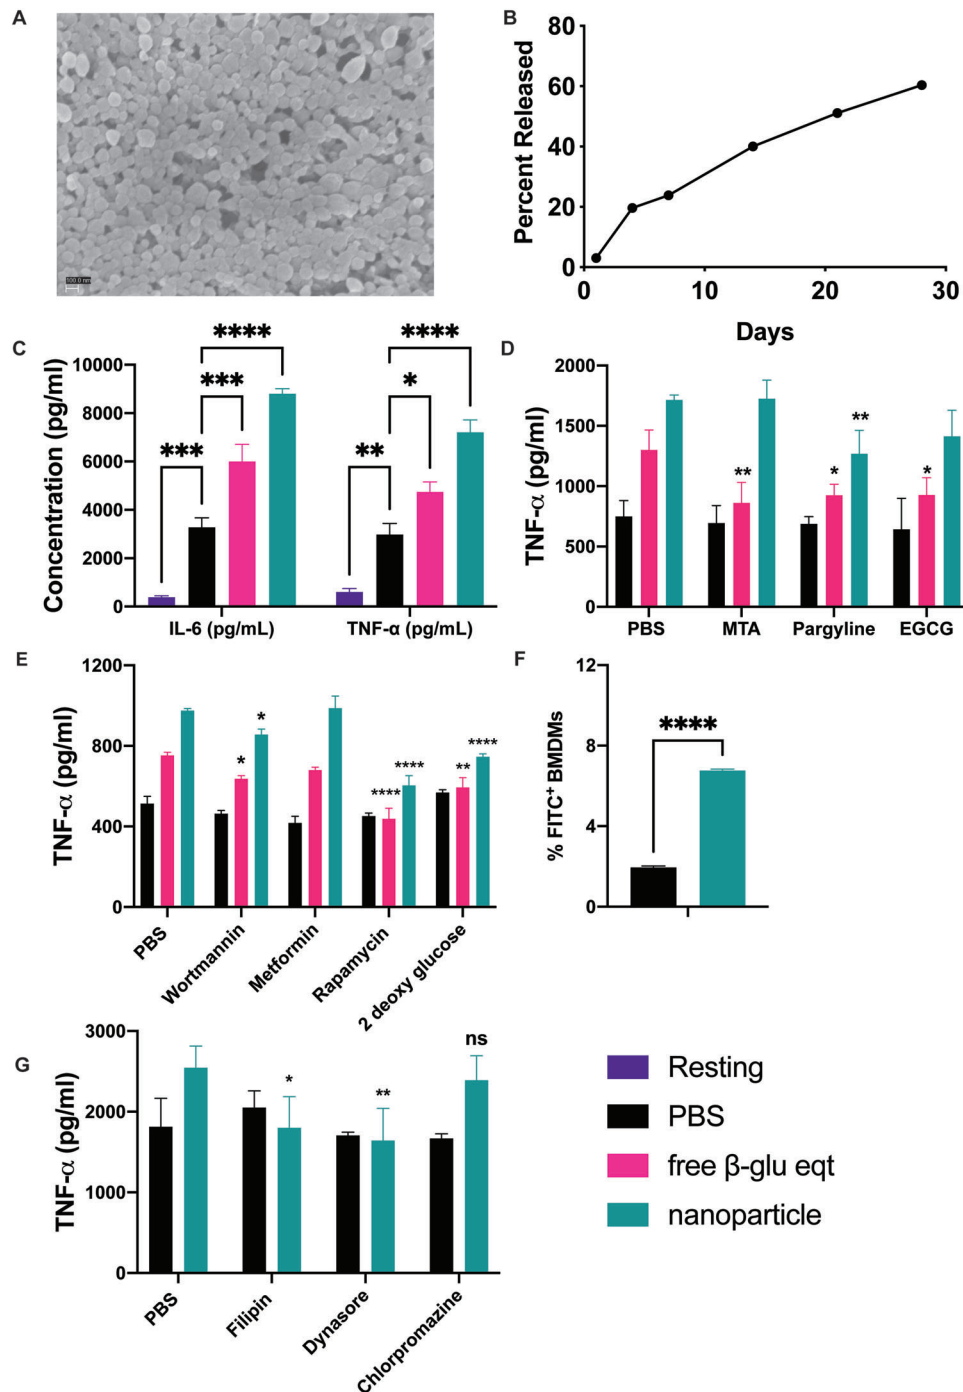 A
100.0 nm
B
Percent Released
80
60
40
20
0
0
10
20
30
Days
C
Concentration (pg/ml)
10000
8000
6000
4000
2000
0
***
***
****
**
*
****
IL-6 (pg/mL)
TNF-α (pg/mL)
D
TNF-α (pg/ml)
2000
1500
1000
500
0
**
*
**
*
PBS
MTA
Pargyline
EGCG
E
TNF-α (pg/ml)
1200
800
400
0
*
*
****
****
**
****
PBS
Wortmannin
Metformin
Rapamycin
2 deoxy glucose
F
% FITC⁺ BMDMs
12
8
4
0
****
G
TNF-α (pg/ml)
3000
2000
1000
0
*
**
ns
PBS
Filipin
Dynasore
Chlorpromazine
Resting
PBS
free β-glu eqt
nanoparticle